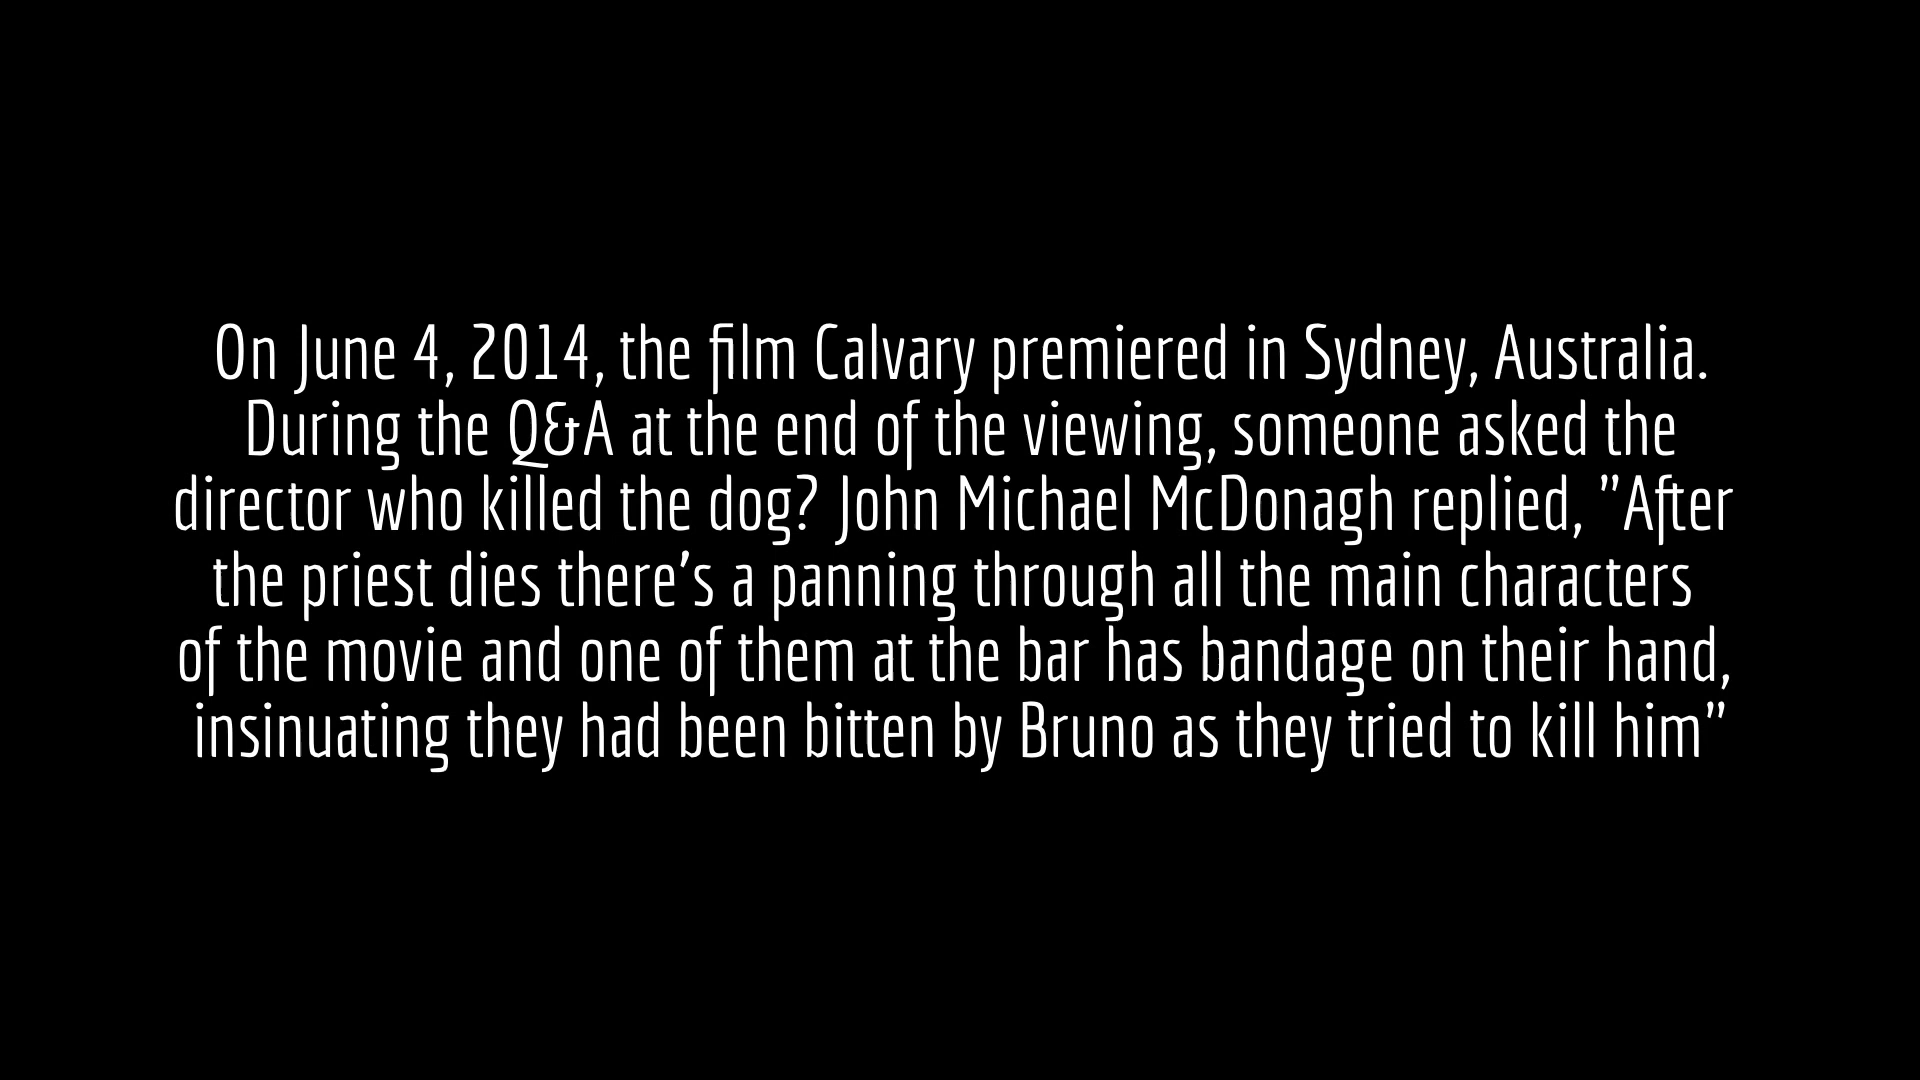 On June 4, 2014, the film Calvary premiered in Sydney, Australia.
During the Q&A at the end of the viewing, someone asked the
director who killed the dog? John Michael McDonagh replied, "After
the priest dies there's a panning through all the main characters
of the movie and one of them at the bar has bandage on their hand,
insinuating they had been bitten by Bruno as they tried to kill him"